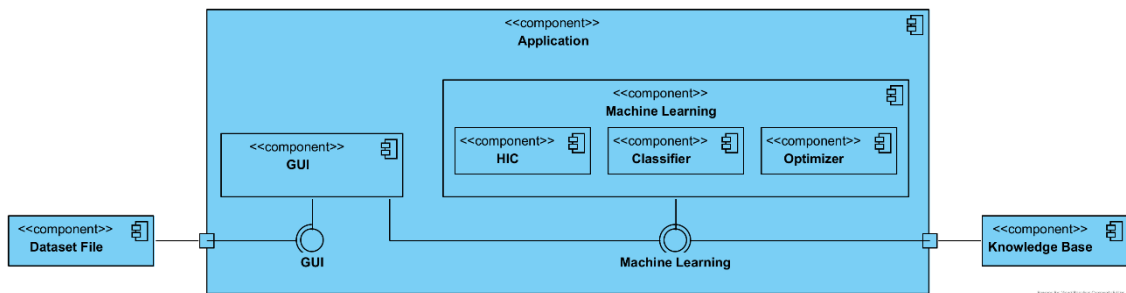 <<component>>
Application
<<component>>
Machine Learning
<<component>>
HIC
<<component>>
Classifier
<<component>>
Optimizer
<<component>>
GUI
<<component>>
Dataset File
GUI
Machine Learning
<<component>>
Knowledge Base